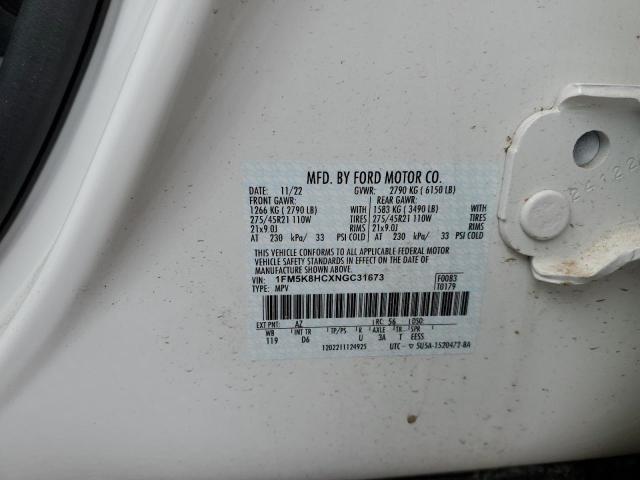 MFD. BY FORD MOTOR CO.
DATE: 11/22 GVWR: 2790 KG ( 6150 LB)
FRONT GAWR: REAR GAWR:
1266 KG ( 2790 LB) WITH 1583 KG ( 3490 LB) WITH
275/45R21 110W TIRES 275/45R21 110W TIRES
21x9.0J RIMS 21x9.0J RIMS
AT 230 kPa/ 33 PSI COLD AT 230 kPa/ 33 PSI COLD
THIS VEHICLE CONFORMS TO ALL APPLICABLE FEDERAL MOTOR
VEHICLE SAFETY AND BUMPER STANDARDS IN EFFECT ON THE DATE OF
MANUFACTURE SHOWN ABOVE.
VIN: 1FM5K8HCXNGC31673 F0083
TYPE: MPV T0179
EXT PNT: AZ RC: 56 DSO:
WB INT TR TP/PS R AXLE TR SPR
119 D6 U 3A T EESS
1202211124925 UTC
24122